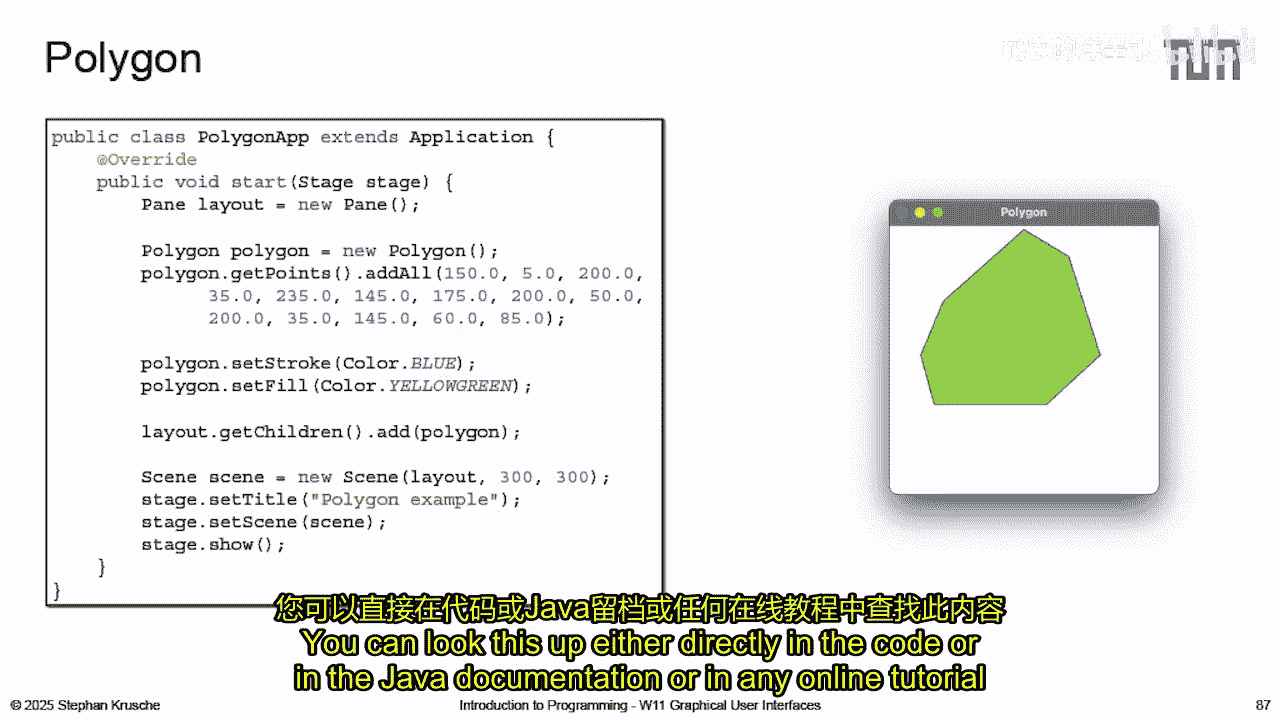 Polygon
TUM
public class PolygonApp extends Application {
@Override
public void start(Stage stage) {
Pane layout = new Pane();
Polygon polygon = new Polygon();
polygon.getPoints().addAll(150.0, 5.0, 200.0,
35.0, 235.0, 145.0, 175.0, 200.0, 50.0,
200.0, 35.0, 145.0, 60.0, 85.0);
polygon.setStroke(Color.BLUE);
polygon.setFill(Color.YELLOWGREEN);
layout.getChildren().add(polygon);
Scene scene = new Scene(layout, 300, 300);
stage.setTitle("Polygon example");
stage.setScene(scene);
stage.show();
}
}
Polygon
您可以直接在代码或Java留档或任何在线教程中查找此内容
You can look this up either directly in the code or
in the Java documentation or in any online tutorial
© 2025 Stephan Krusche
Introduction to Programming - W11 Graphical User Interfaces
87